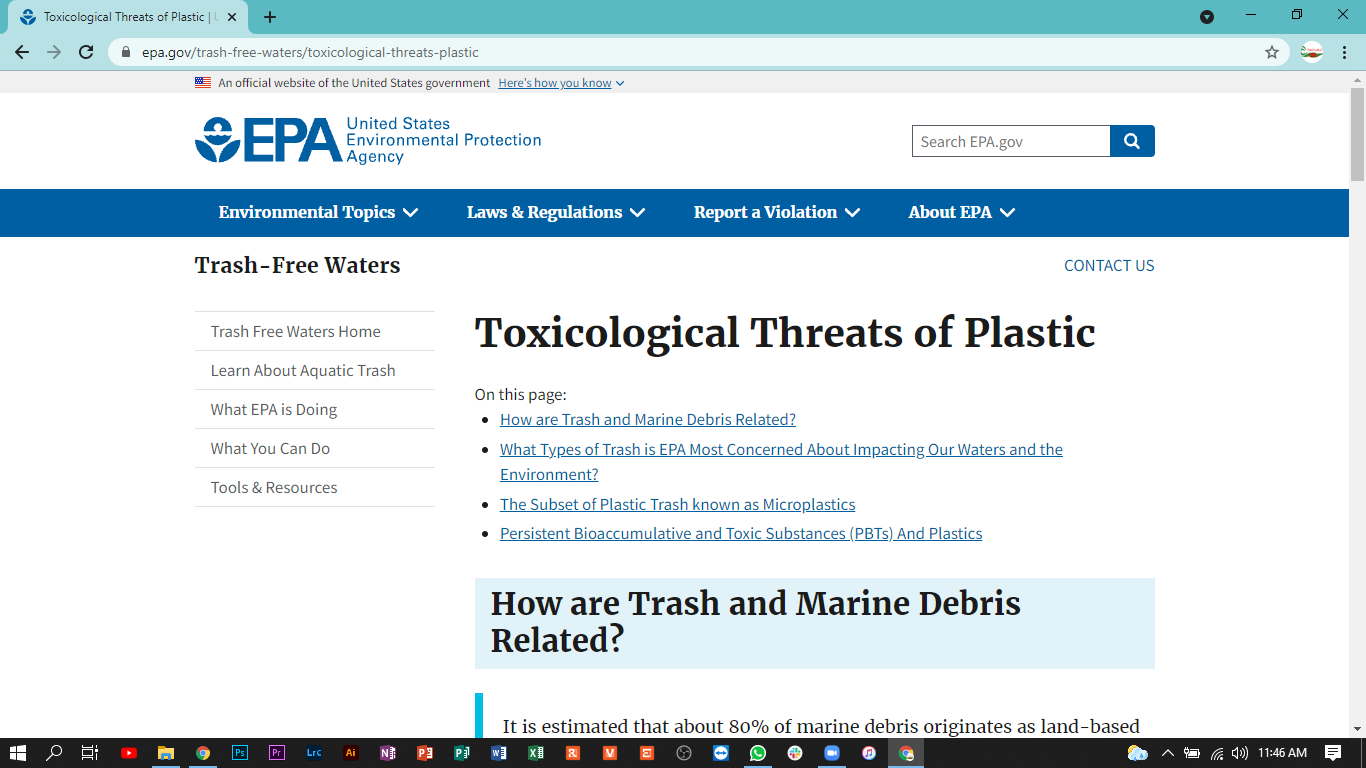 Toxicological Threats of Plastic |
epa.gov/trash-free-waters/toxicological-threats-plastic
An official website of the United States government Here's how you know
EPA United States
Environmental Protection
Agency
Search EPA.gov
Environmental Topics Laws & Regulations Report a Violation About EPA
Trash-Free Waters
CONTACT US
Trash Free Waters Home
Learn About Aquatic Trash
What EPA is Doing
What You Can Do
Tools & Resources
Toxicological Threats of Plastic
On this page:
How are Trash and Marine Debris Related?
What Types of Trash is EPA Most Concerned About Impacting Our Waters and the
Environment?
The Subset of Plastic Trash known as Microplastics
Persistent Bioaccumulative and Toxic Substances (PBTs) And Plastics
How are Trash and Marine Debris
Related?
It is estimated that about 80% of marine debris originates as land-based
Ps Pr Lrc Ai
11:46 AM